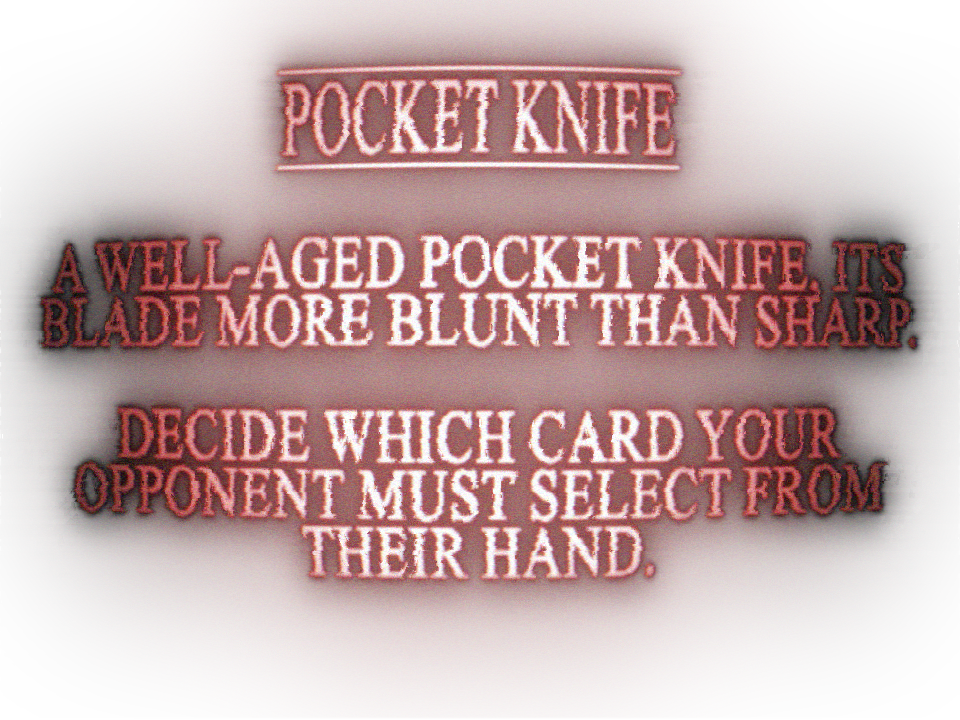 POCKET KNIFE
A WELL-AGED POCKET KNIFE, ITS
BLADE MORE BLUNT THAN SHARP.
DECIDE WHICH CARD YOUR
OPPONENT MUST SELECT FROM
THEIR HAND.